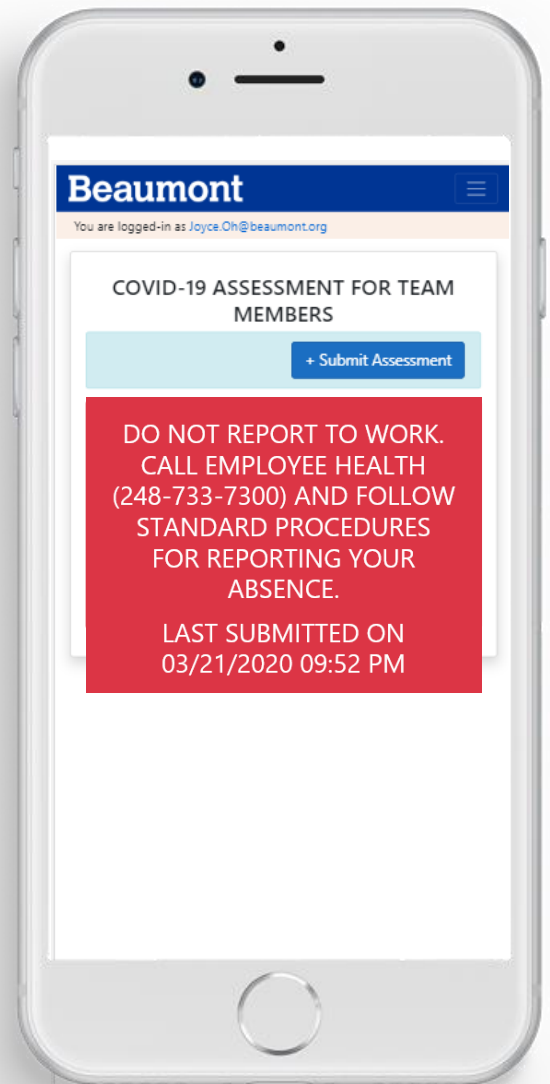 Beaumont
You are logged-in as Joyce.Oh@beaumont.org
COVID-19 ASSESSMENT FOR TEAM
MEMBERS
+ Submit Assessment
DO NOT REPORT TO WORK.
CALL EMPLOYEE HEALTH
(248-733-7300) AND FOLLOW
STANDARD PROCEDURES
FOR REPORTING YOUR
ABSENCE.
LAST SUBMITTED ON
03/21/2020 09:52 PM